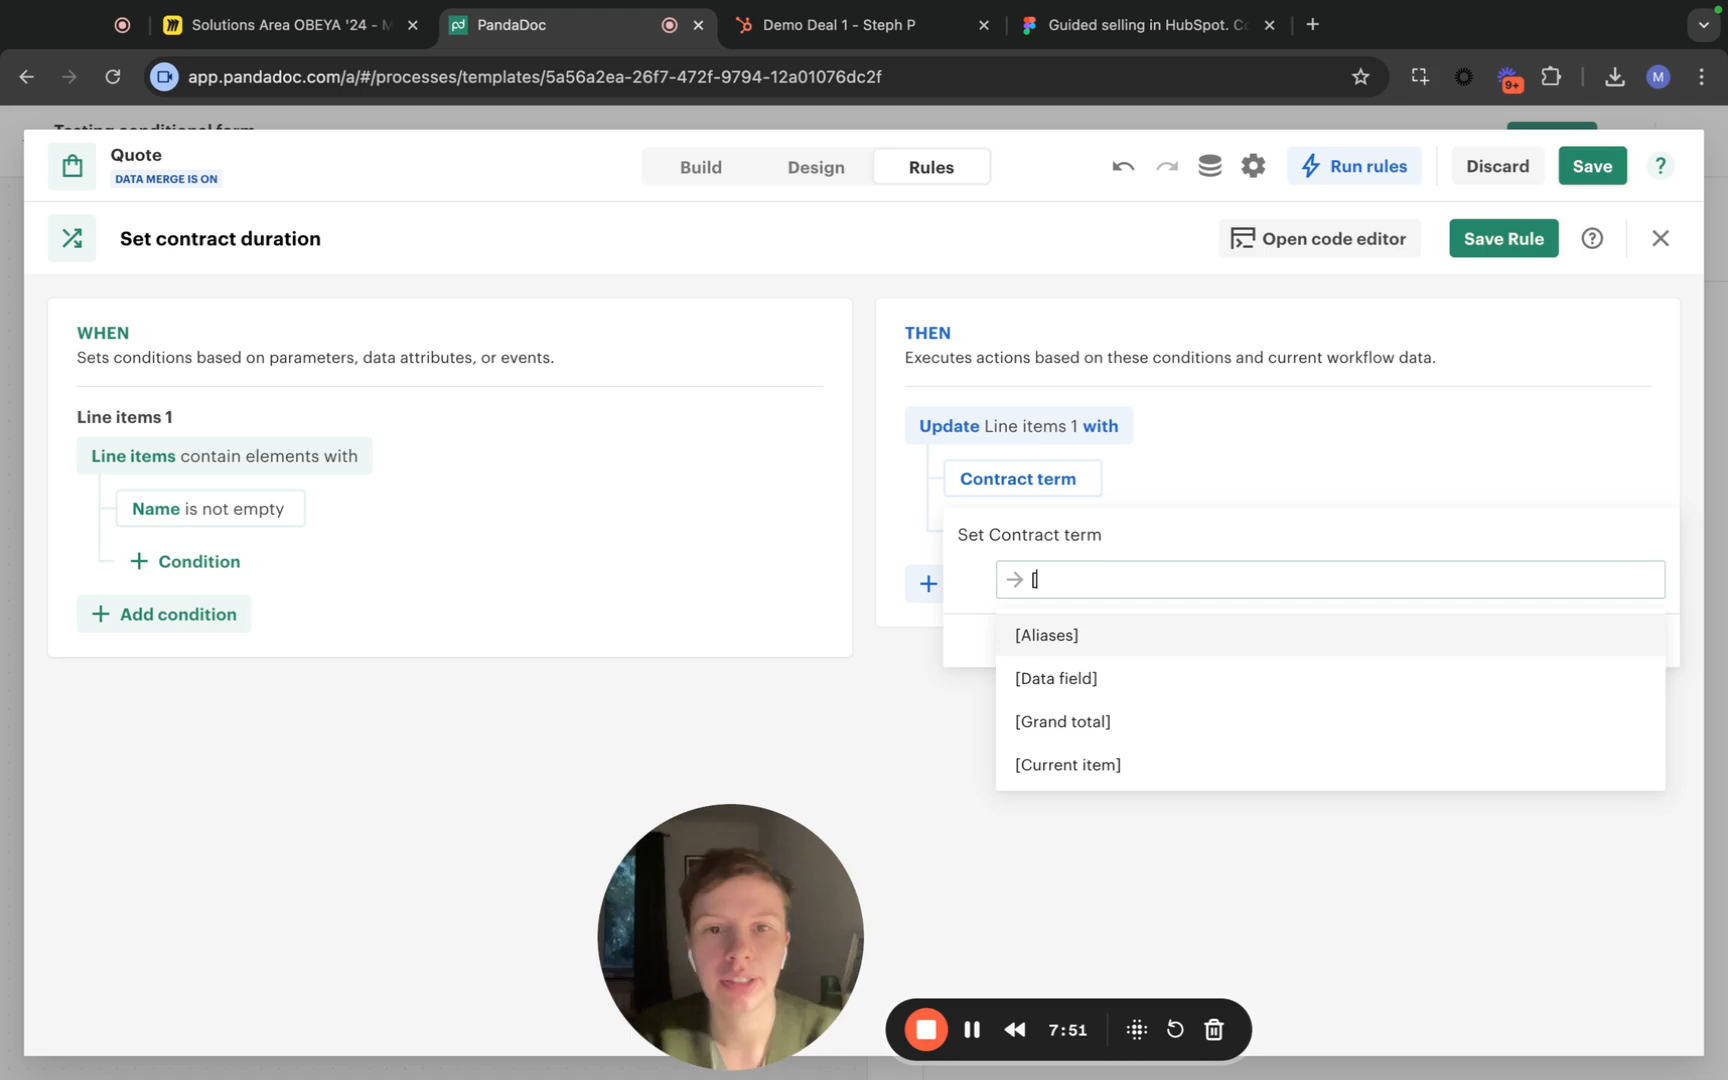 Solutions Area OBEYA '24 - M
PandaDoc
Demo Deal 1 - Steph P
Guided selling in HubSpot. Co
app.pandadoc.com/a/#/processes/templates/5a56a2ea-26f7-472f-9794-12a01076dc2f
9+
M
Testing conditional form
Quote
DATA MERGE IS ON
Build
Design
Rules
Run rules
Discard
Save
?
Set contract duration
Open code editor
Save Rule
?
WHEN
Sets conditions based on parameters, data attributes, or events.
Line items 1
Line items contain elements with
Name is not empty
+ Condition
+ Add condition
THEN
Executes actions based on these conditions and current workflow data.
Update Line items 1 with
Contract term
Set Contract term
[
+
[Aliases]
[Data field]
[Grand total]
[Current item]
7:51